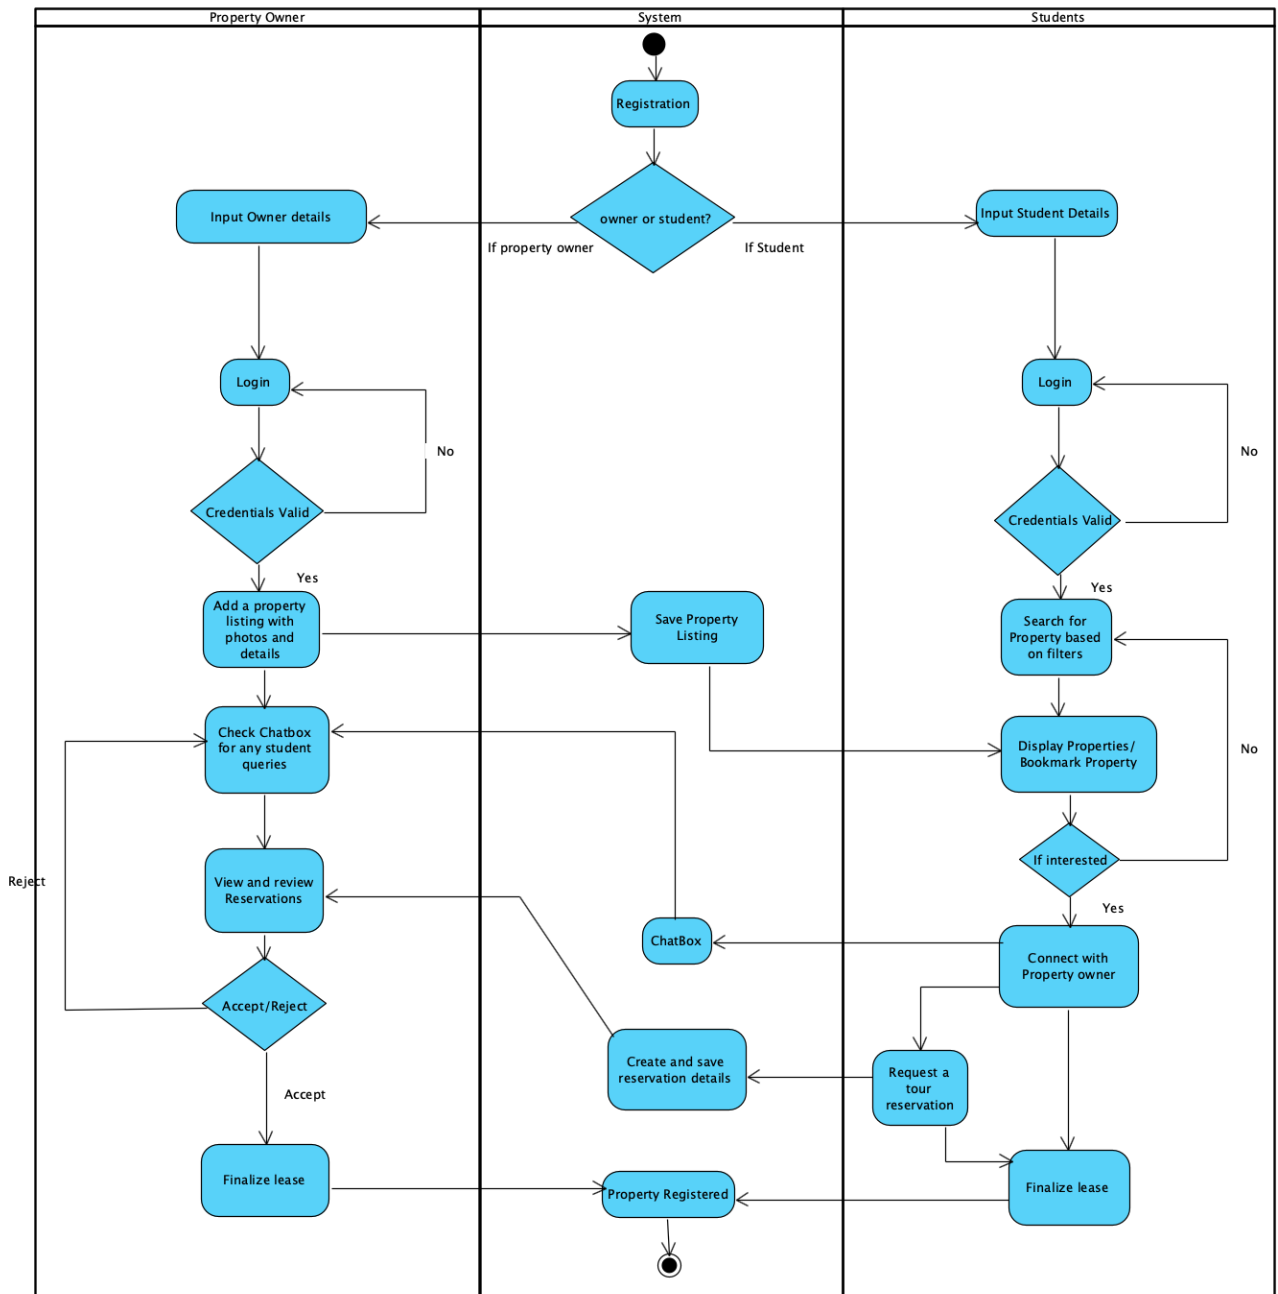 Property Owner
System
Students
Registration
Input Owner details
owner or student?
Input Student Details
If property owner
If Student
Login
Login
No
No
Credentials Valid
Credentials Valid
Yes
Yes
Add a property
listing with
photos and
details
Save Property
Listing
Search for
Property based
on filters
Check Chatbox
for any student
queries
Display Properties/
Bookmark Property
No
If interested
Reject
View and review
Reservations
Yes
ChatBox
Connect with
Property owner
Accept/Reject
Create and save
reservation details
Request a
tour
reservation
Accept
Finalize lease
Property Registered
Finalize lease